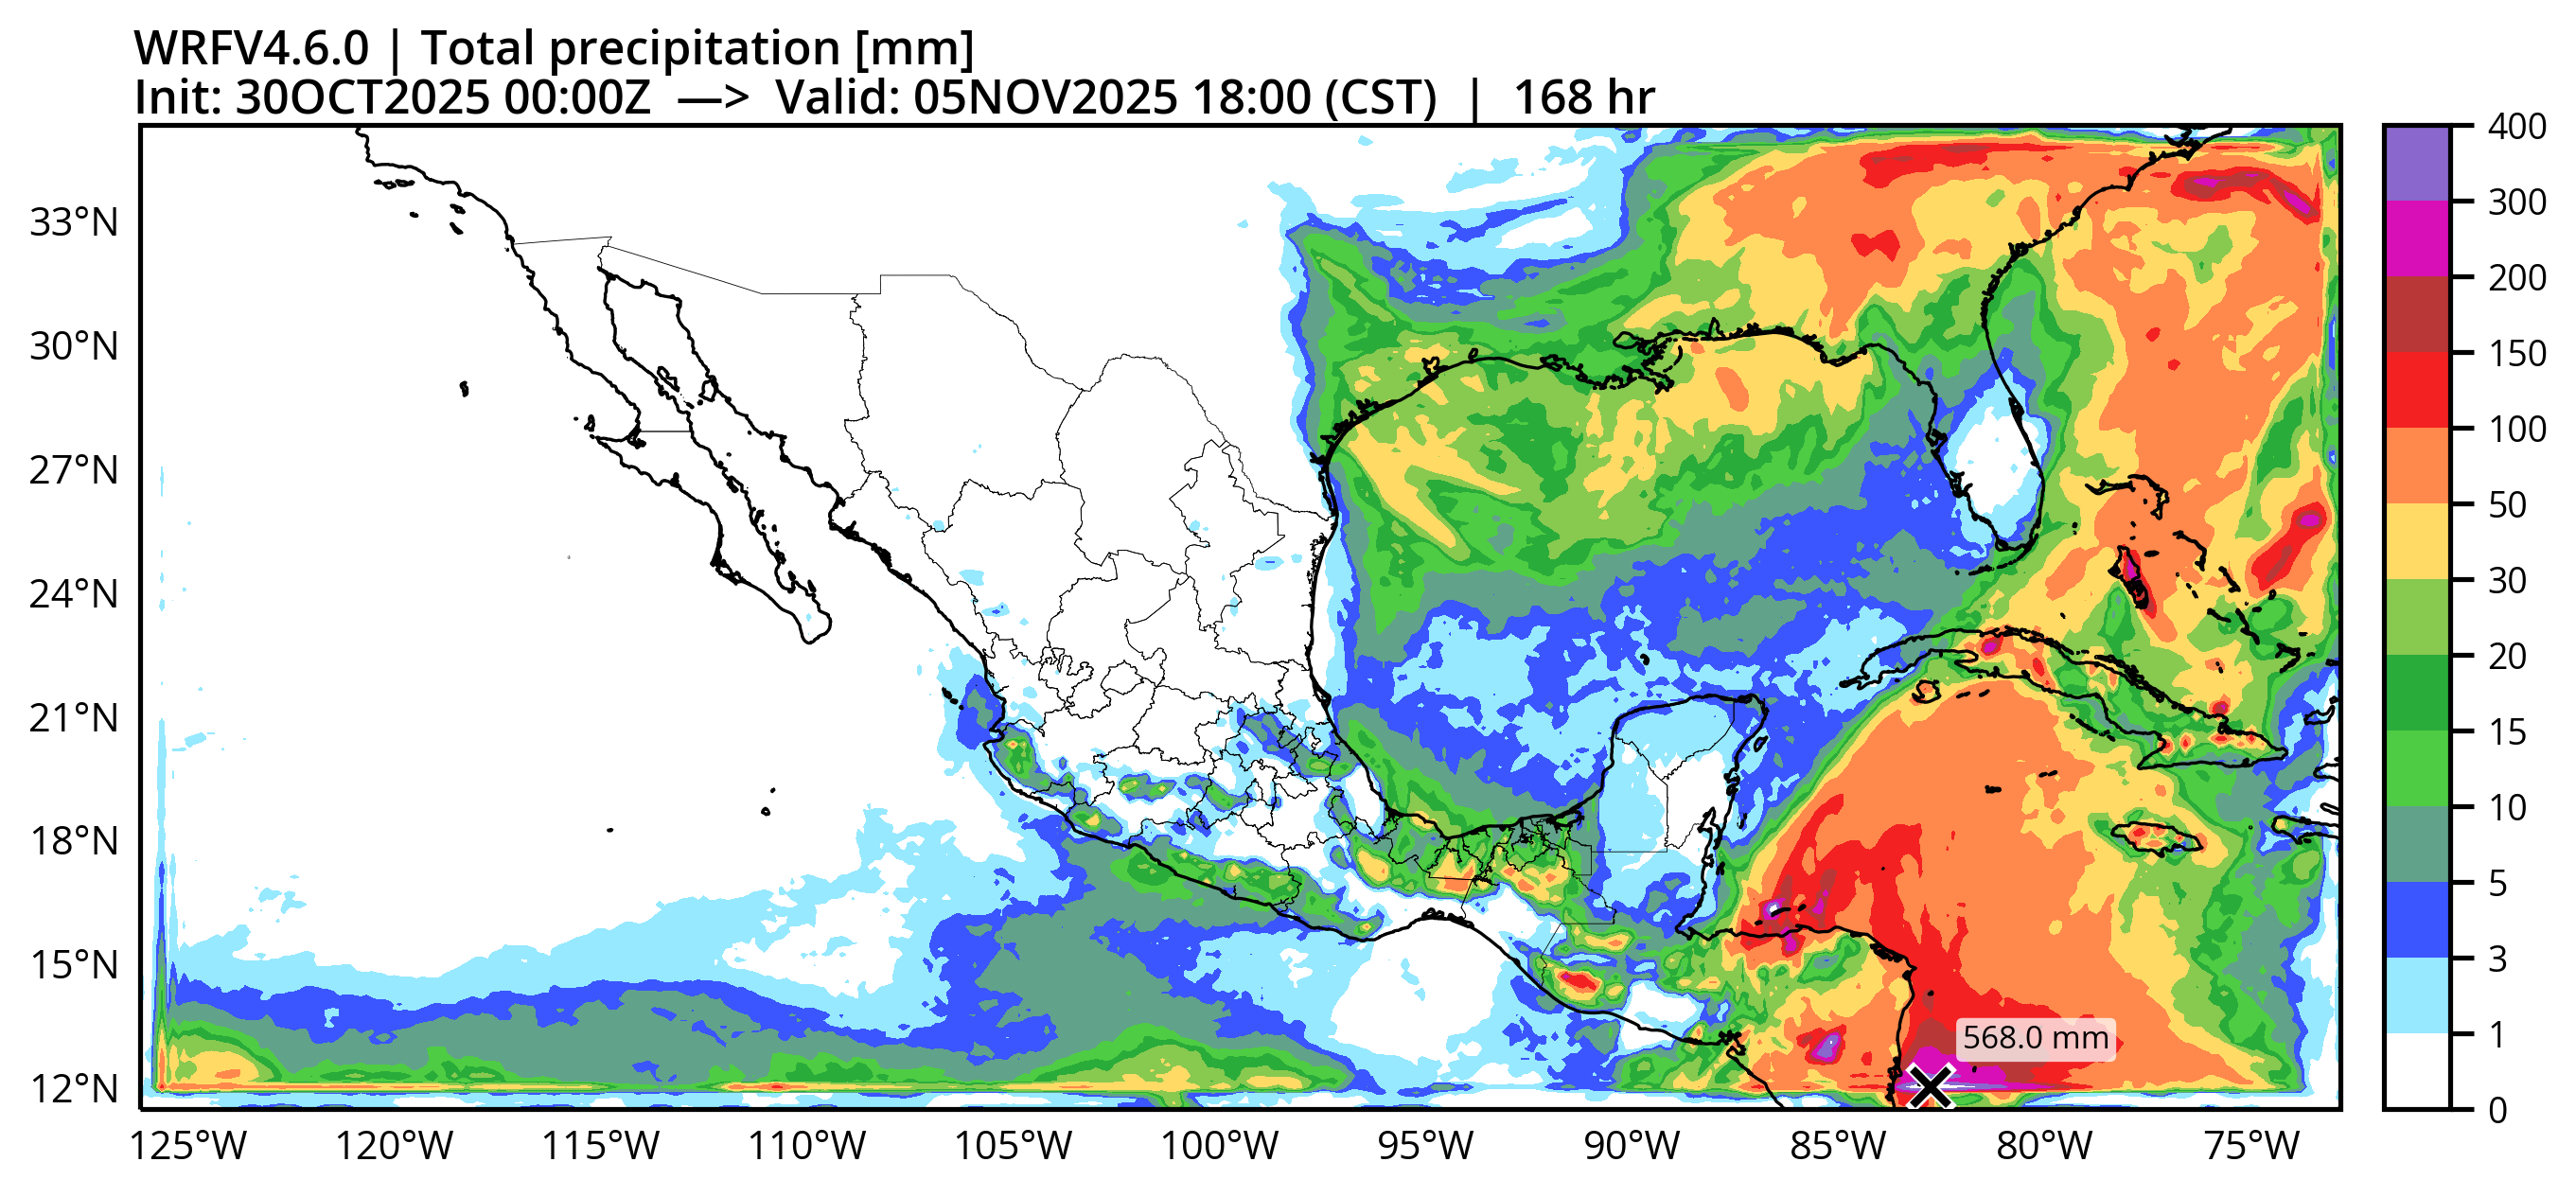 WRFV4.6.0 | Total precipitation [mm]
Init: 30OCT2025 00:00Z —> Valid: 05NOV2025 18:00 (CST) | 168 hr
33°N
30°N
27°N
24°N
21°N
18°N
15°N
12°N
125°W
120°W
115°W
110°W
105°W
100°W
95°W
90°W
85°W
80°W
75°W
568.0 mm
400
300
200
150
100
50
30
20
15
10
5
3
1
0